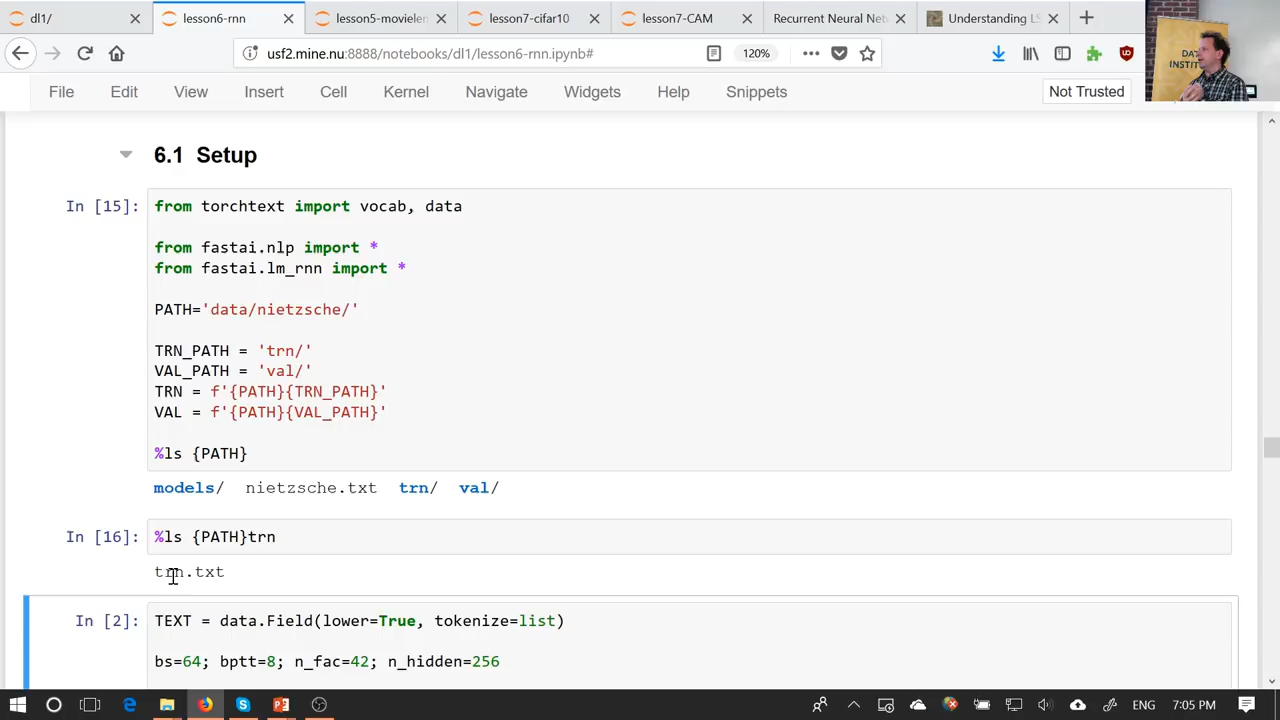 dl1/
lesson6-rnn
lesson5-movielen
lesson7-cifar10
lesson7-CAM
Recurrent Neural Ne
Understanding LS
usf2.mine.nu:8888/notebooks/dl1/lesson6-rnn.ipynb#
120%
File Edit View Insert Cell Kernel Navigate Widgets Help Snippets
Not Trusted
6.1 Setup
In [15]:
from torchtext import vocab, data
from fastai.nlp import *
from fastai.lm_rnn import *
PATH='data/nietzsche/'
TRN_PATH = 'trn/'
VAL_PATH = 'val/'
TRN = f'{PATH}{TRN_PATH}'
VAL = f'{PATH}{VAL_PATH}'
%ls {PATH}
models/ nietzsche.txt trn/ val/
In [16]:
%ls {PATH}trn
trn.txt
In [2]:
TEXT = data.Field(lower=True, tokenize=list)
bs=64; bptt=8; n_fac=42; n_hidden=256
ENG 7:05 PM